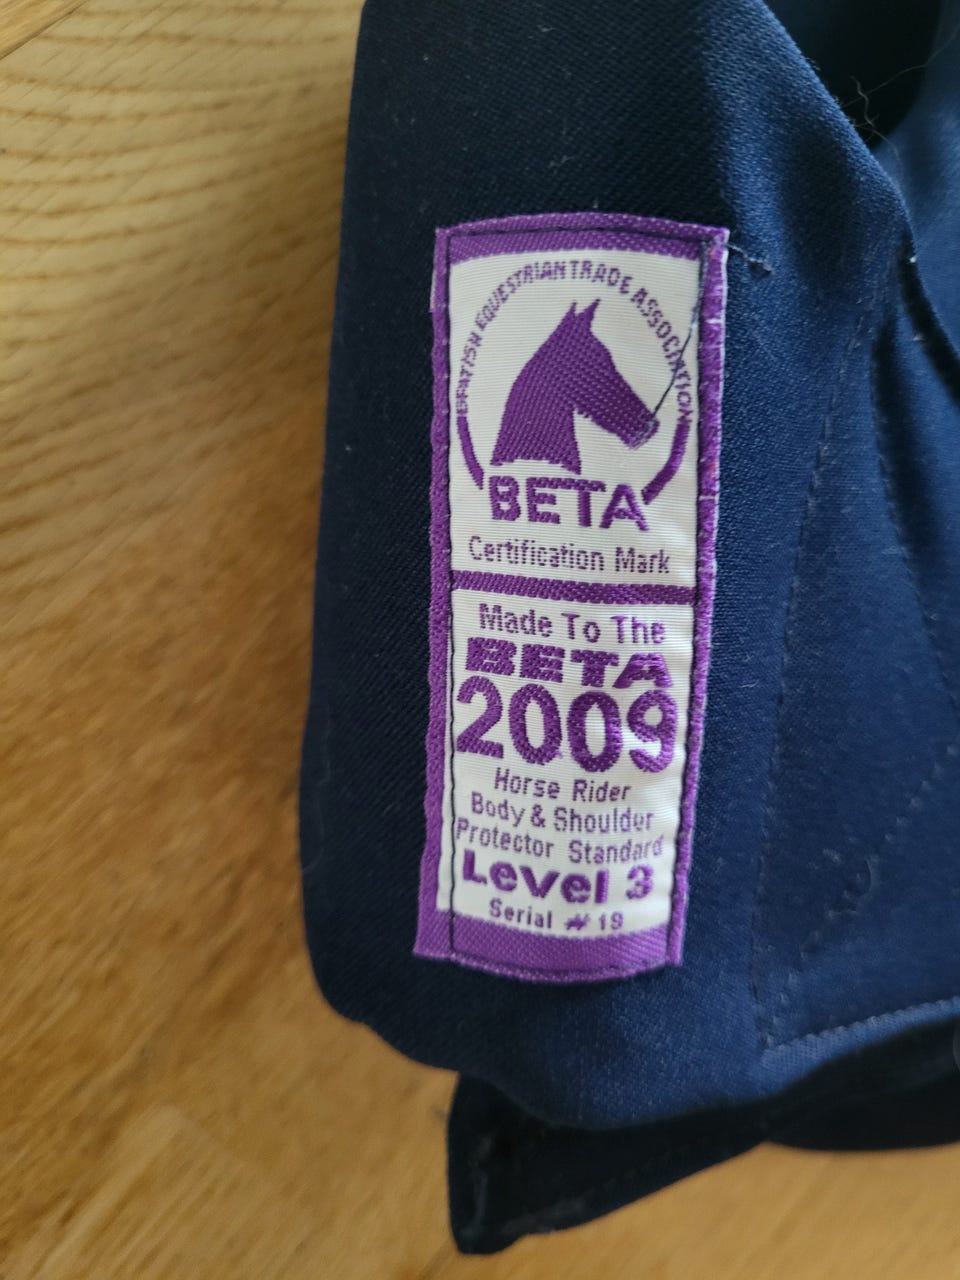 BRITISH EQUESTRIAN TRADE ASSOCIATION
BETA
Certification Mark
Made To The
BETA
2009
Horse Rider
Body & Shoulder
Protector Standard
Level 3
Serial # 19